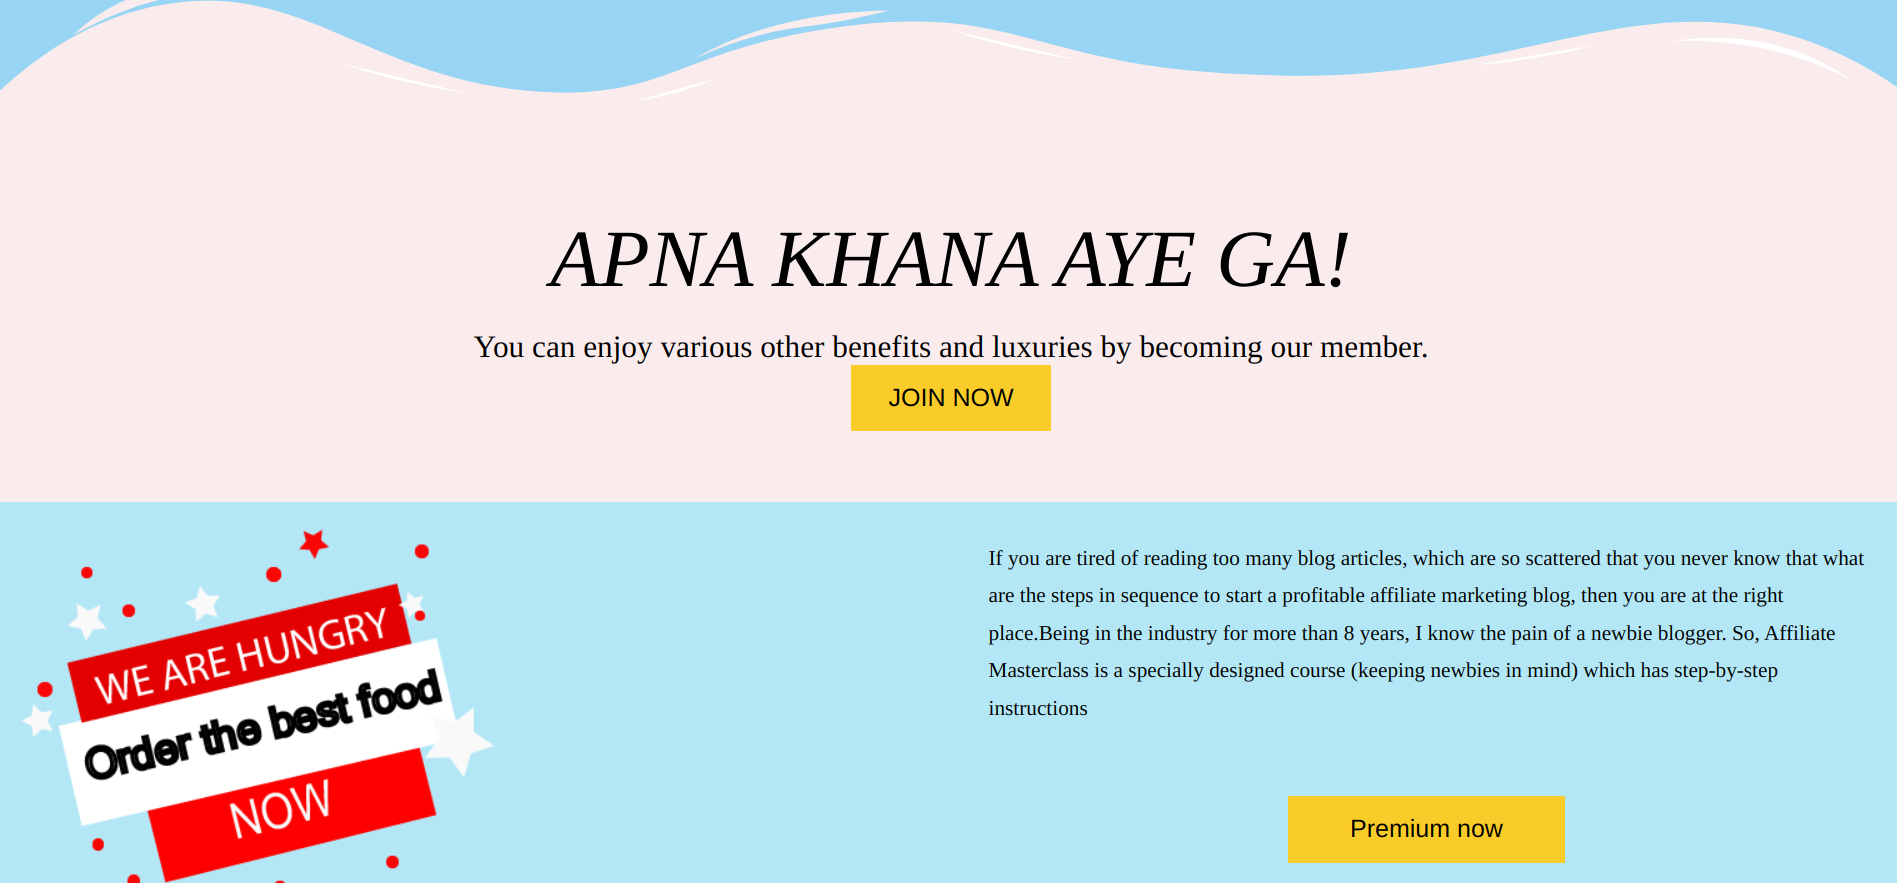 APNA KHANA AYE GA!
You can enjoy various other benefits and luxuries by becoming our member.
JOIN NOW
WE ARE HUNGRY
Order the best food
NOW
If you are tired of reading too many blog articles, which are so scattered that you never know that what
are the steps in sequence to start a profitable affiliate marketing blog, then you are at the right
place.Being in the industry for more than 8 years, I know the pain of a newbie blogger. So, Affiliate
Masterclass is a specially designed course (keeping newbies in mind) which has step-by-step
instructions
Premium now